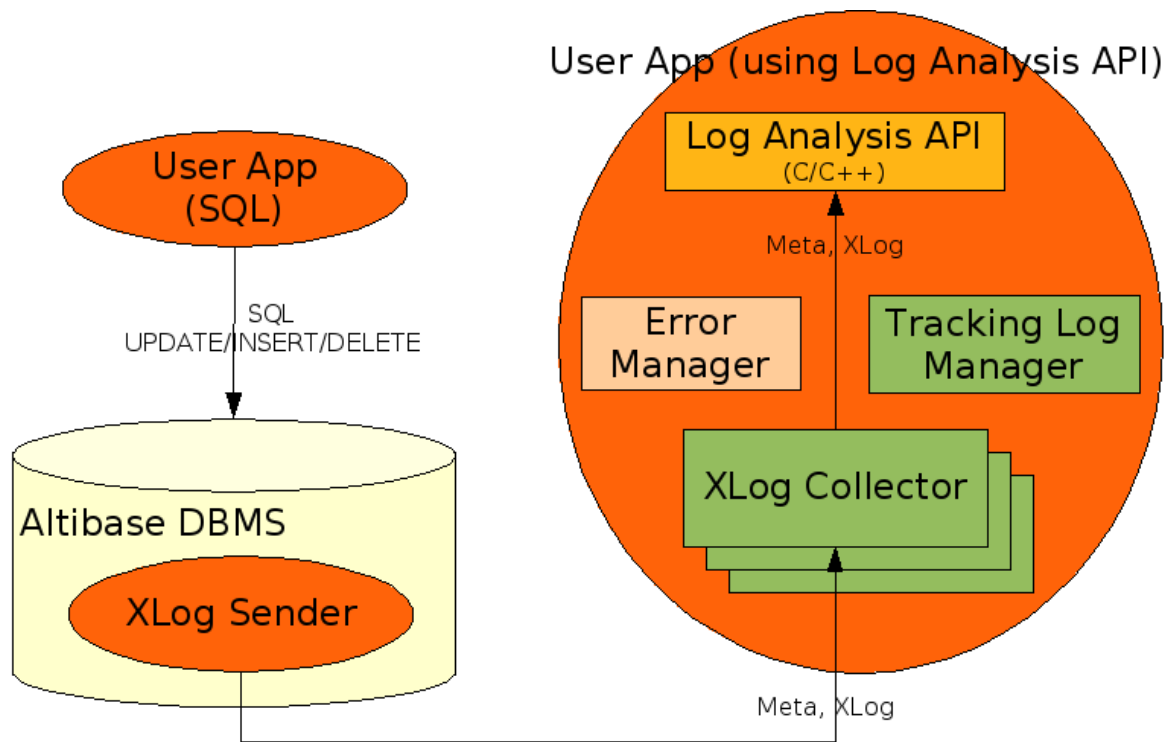 User App (using Log Analysis API)
Log Analysis API
(C/C++)
User App
(SQL)
Meta, XLog
SQL
UPDATE/INSERT/DELETE
Error
Manager
Tracking Log
Manager
XLog Collector
Altibase DBMS
XLog Sender
Meta, XLog